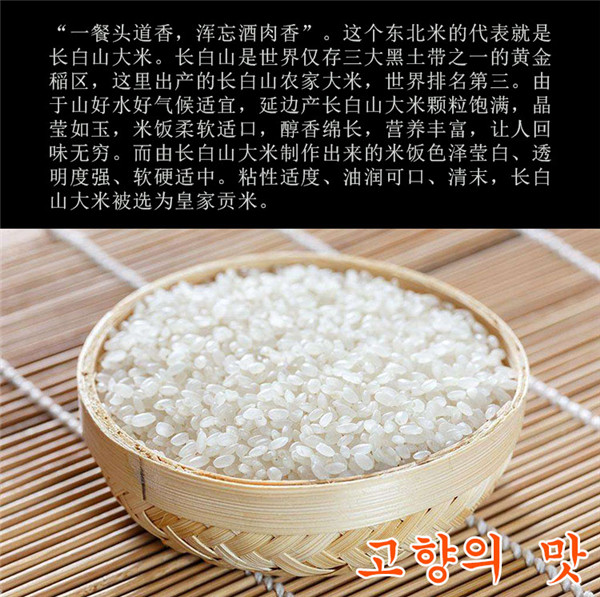 “一餐头道香，浑忘酒肉香”。这个东北米的代表就是
长白山大米。长白山是世界仅存三大黑土带之一的黄金
稲区，这里出产的长白山农家大米，世界排名第三。由
于山好水好气候适宜，延边产长白山大米颗粒饱满，晶
莹如玉，米饭柔软适口，醇香绵长，营养丰富，让人回
味无穷。而由长白山大米制作出来的米饭色泽莹白、透
明度强、软硬适中。粘性适度、油润可口、清末，长白
山大米被选为皇家贡米。
고향의 맛